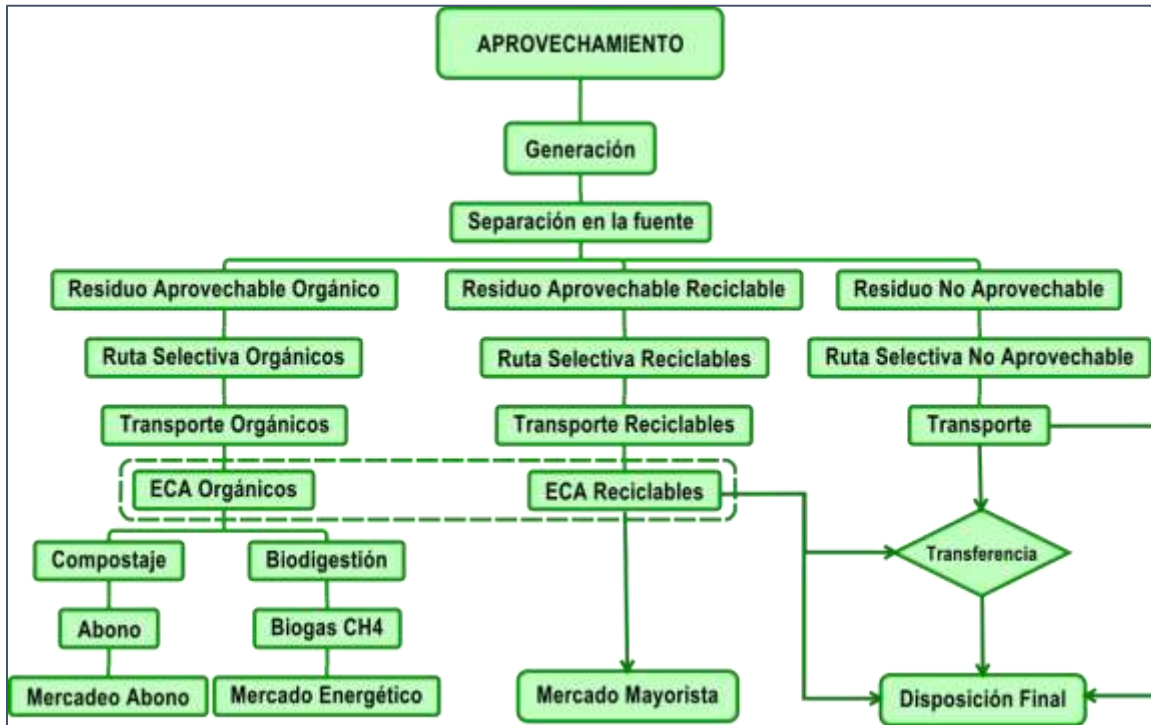 APROVECHAMIENTO
Generación
Separación en la fuente
Residuo Aprovechable Orgánico
Residuo Aprovechable Reciclable
Residuo No Aprovechable
Ruta Selectiva Orgánicos
Ruta Selectiva Reciclables
Ruta Selectiva No Aprovechable
Transporte Orgánicos
Transporte Reciclables
Transporte
ECA Orgánicos
ECA Reciclables
Compostaje
Biodigestión
Transferencia
Abono
Biogas CH4
Mercadeo Abono
Mercado Energético
Mercado Mayorista
Disposición Final